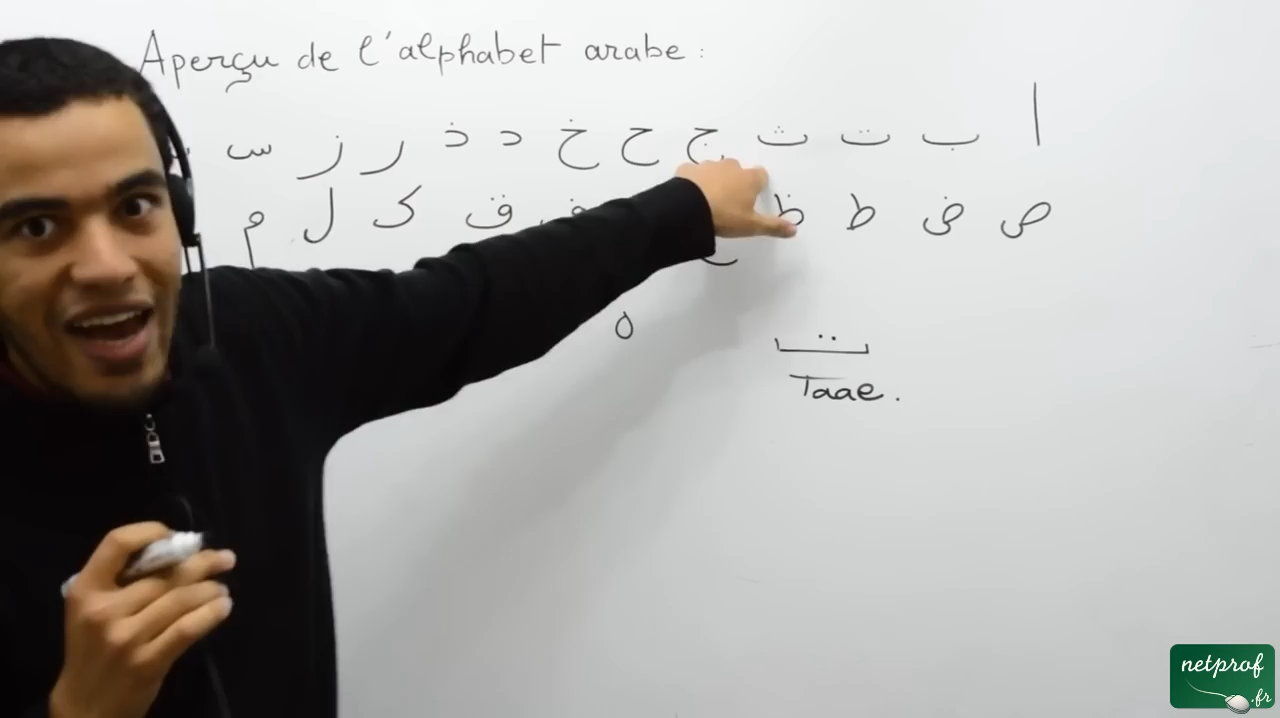 Aperçu de l'alphabet arabe :
ا ب ت ث ج ح خ د ذ ر ز س
ص ض ط ظ ف ق ک ل م
ه
ت
Taae.
netprof
.fr